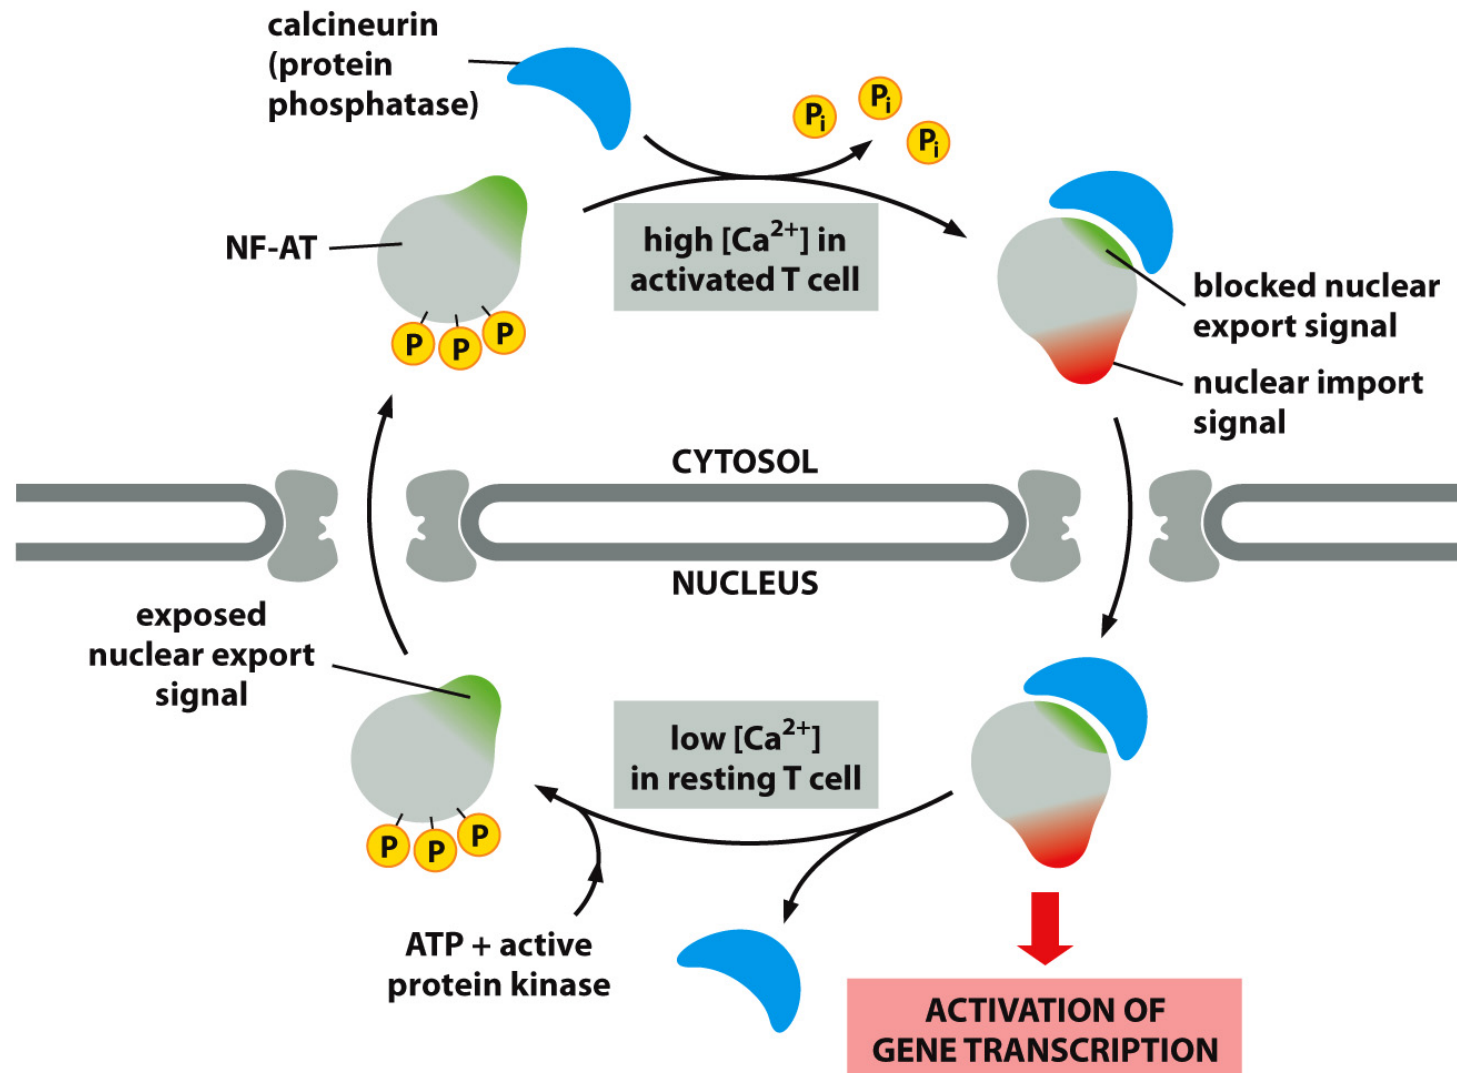 calcineurin
(protein
phosphatase)
Pi
Pi
Pi
NF-AT
high [Ca2+] in
activated T cell
P
P
P
blocked nuclear
export signal
nuclear import
signal
CYTOSOL
NUCLEUS
exposed
nuclear export
signal
low [Ca2+]
in resting T cell
P
P
P
ATP + active
protein kinase
ACTIVATION OF
GENE TRANSCRIPTION